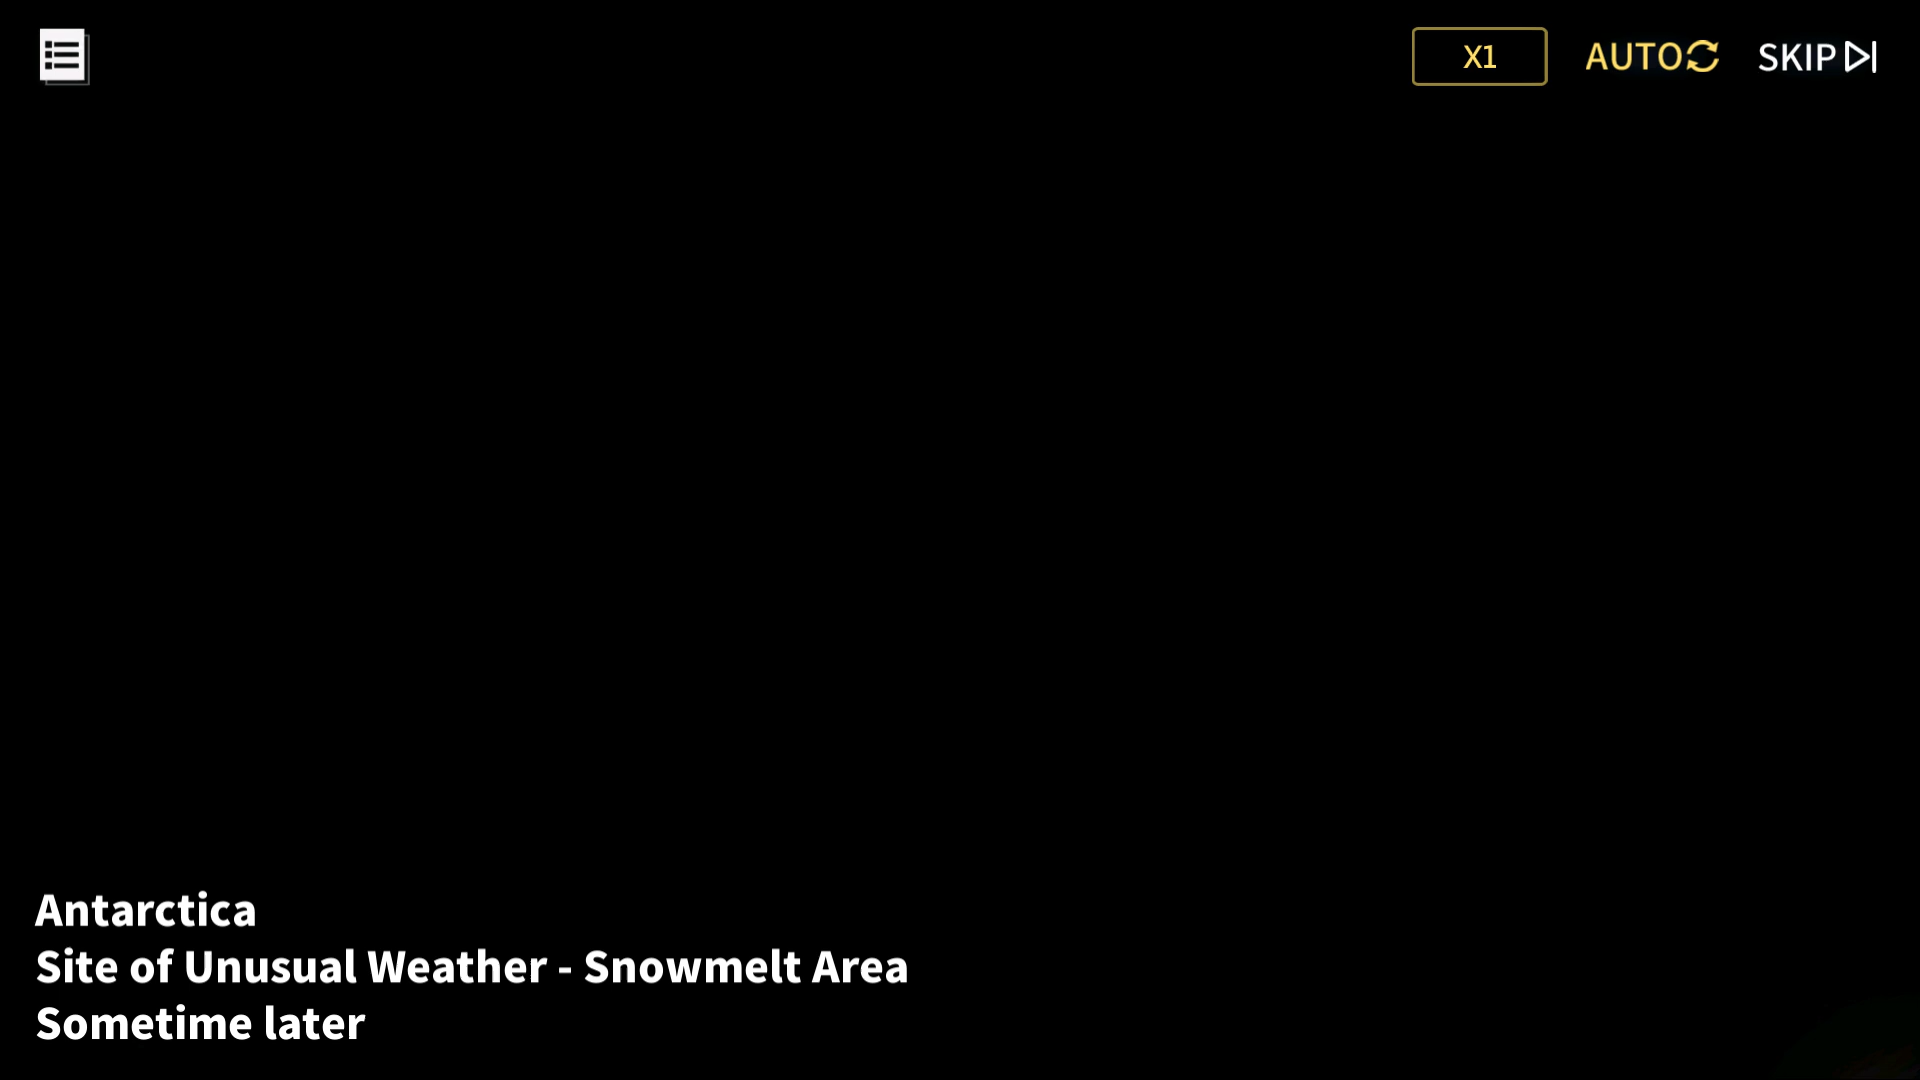 X1 AUTO SKIP
Antarctica
Site of Unusual Weather - Snowmelt Area
Sometime later